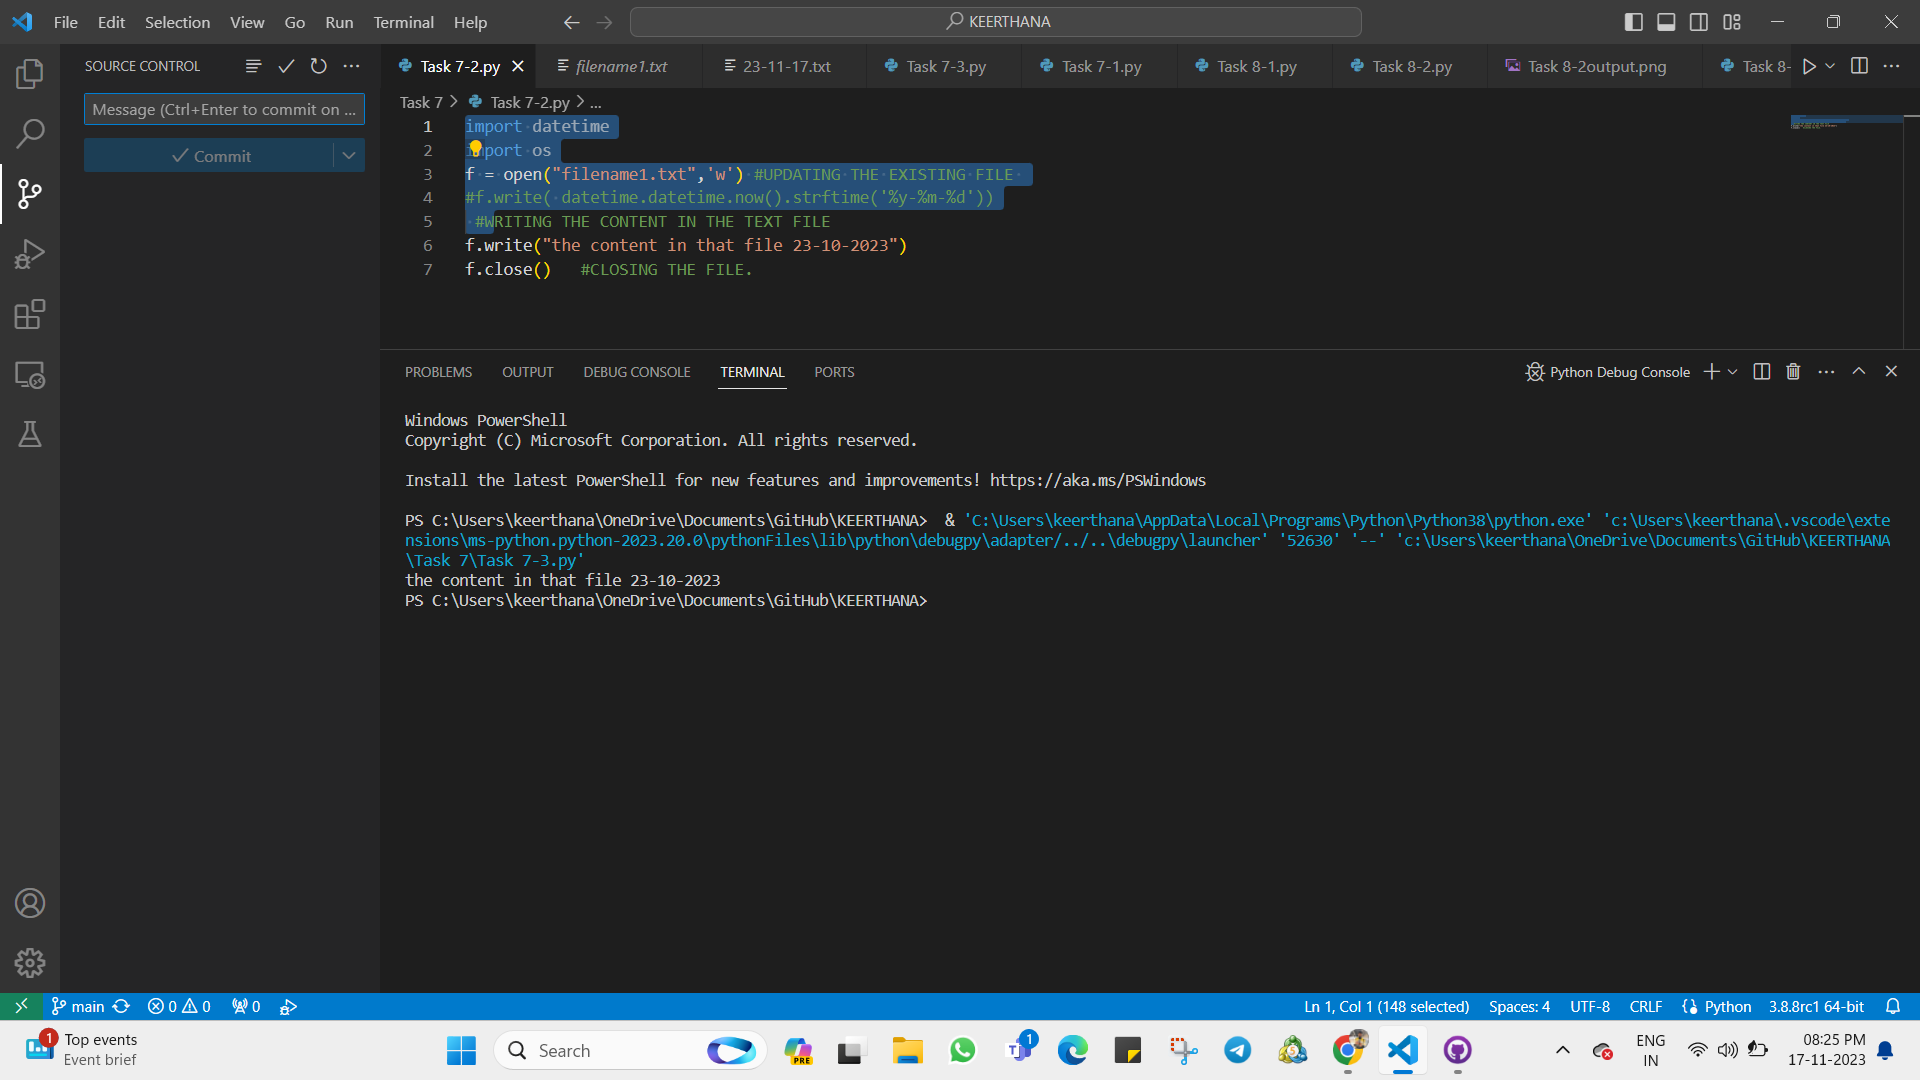 File Edit Selection View Go Run Terminal Help
KEERTHANA
SOURCE CONTROL
Message (Ctrl+Enter to commit on ...
Commit
Task 7-2.py
filename1.txt
23-11-17.txt
Task 7-3.py
Task 7-1.py
Task 8-1.py
Task 8-2.py
Task 8-2output.png
Task 8-
Task 7 > Task 7-2.py > ...
1 import datetime
2 import os
3 f = open("filename1.txt",'w') #UPDATING THE EXISTING FILE
4 #f.write( datetime.datetime.now().strftime('%y-%m-%d'))
5 #WRITING THE CONTENT IN THE TEXT FILE
6 f.write("the content in that file 23-10-2023")
7 f.close()   #CLOSING THE FILE.
PROBLEMS OUTPUT DEBUG CONSOLE TERMINAL PORTS
Python Debug Console
Windows PowerShell
Copyright (C) Microsoft Corporation. All rights reserved.
Install the latest PowerShell for new features and improvements! https://aka.ms/PSWindows
PS C:\Users\keerthana\OneDrive\Documents\GitHub\KEERTHANA>  & 'C:\Users\keerthana\AppData\Local\Programs\Python\Python38\python.exe' 'c:\Users\keerthana\.vscode\exte
nsions\ms-python.python-2023.20.0\pythonFiles\lib\python\debugpy\adapter/../..\debugpy\launcher' '52630' '--' 'c:\Users\keerthana\OneDrive\Documents\GitHub\KEERTHANA
\Task 7\Task 7-3.py'
the content in that file 23-10-2023
PS C:\Users\keerthana\OneDrive\Documents\GitHub\KEERTHANA>
main 0 0 0
Ln 1, Col 1 (148 selected) Spaces: 4 UTF-8 CRLF Python 3.8.8rc1 64-bit
1
Top events
Event brief
Search
PRE
1
ENG
IN
08:25 PM
17-11-2023